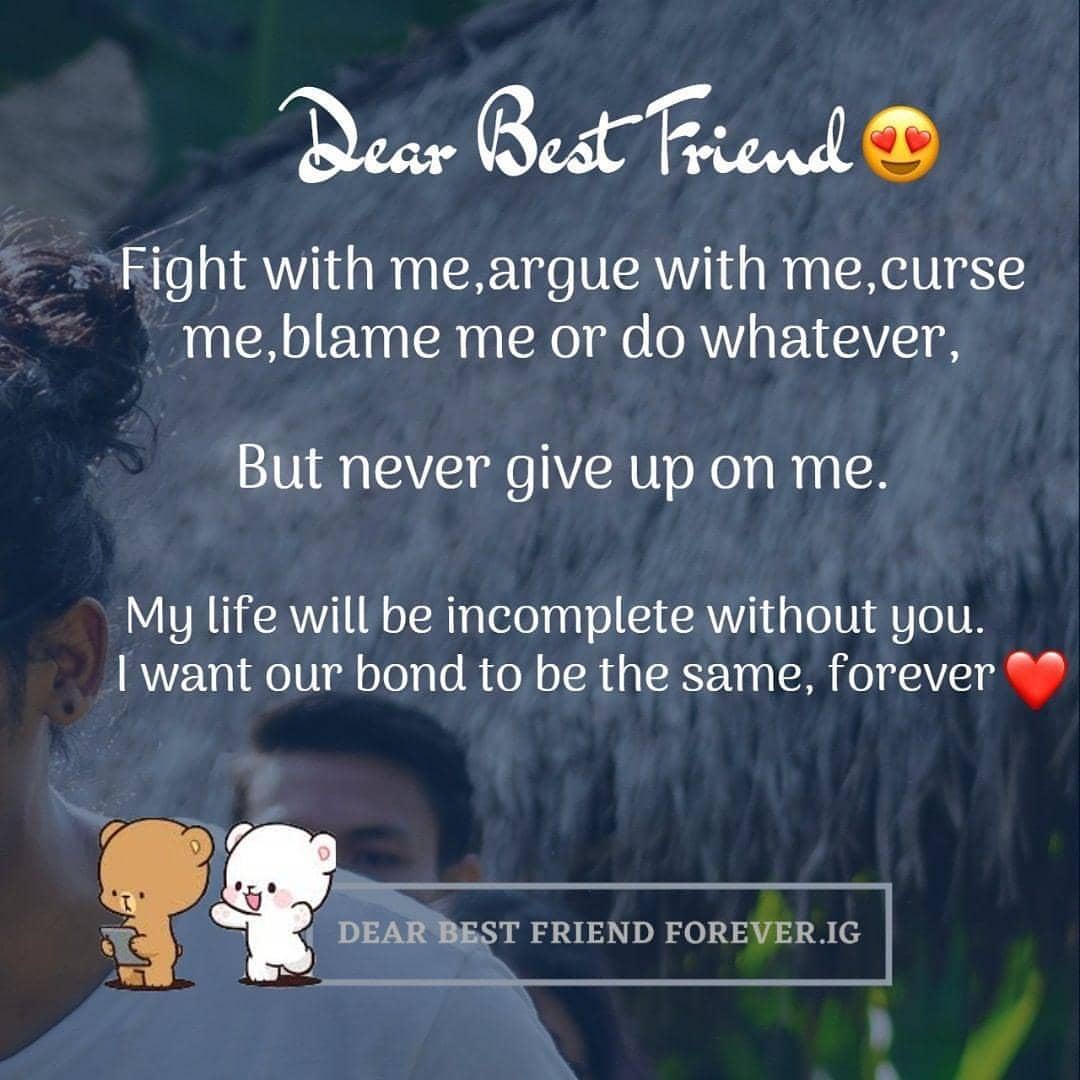 Dear Best Friend😍
Fight with me,argue with me,curse
me,blame me or do whatever,
But never give up on me.
My life will be incomplete without you.
I want our bond to be the same, forever❤️
DEAR BEST FRIEND FOREVER.IG